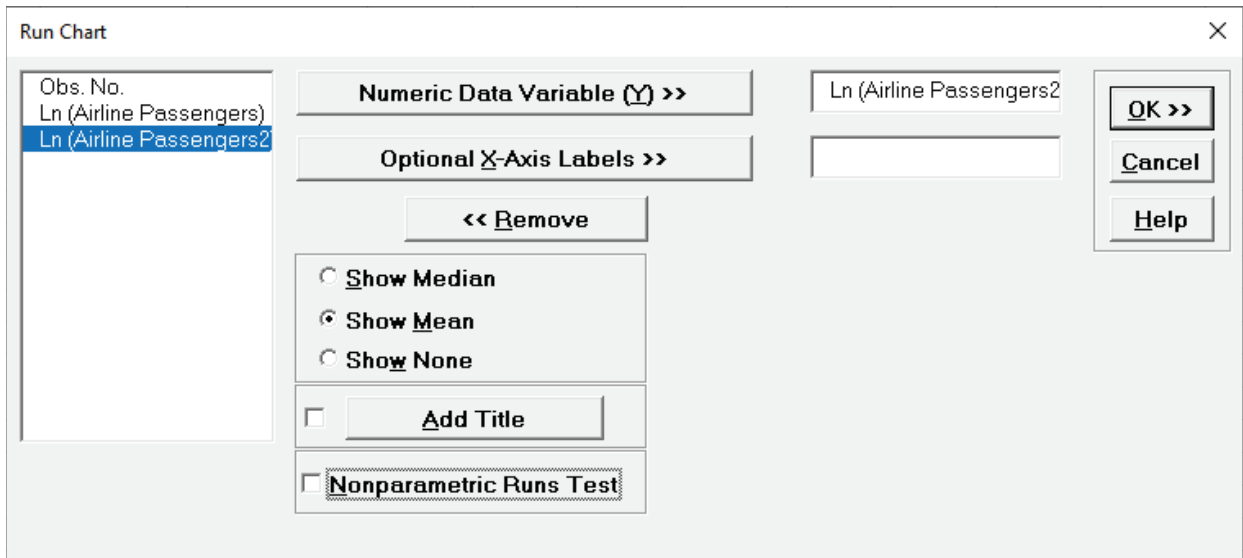 Run Chart
Obs. No.
Ln (Airline Passengers)
Ln (Airline Passengers2
Numeric Data Variable (Y) >>
Ln (Airline Passengers2
Optional X-Axis Labels >>
<< Remove
Show Median
Show Mean
Show None
Add Title
Nonparametric Runs Test
OK >>
Cancel
Help